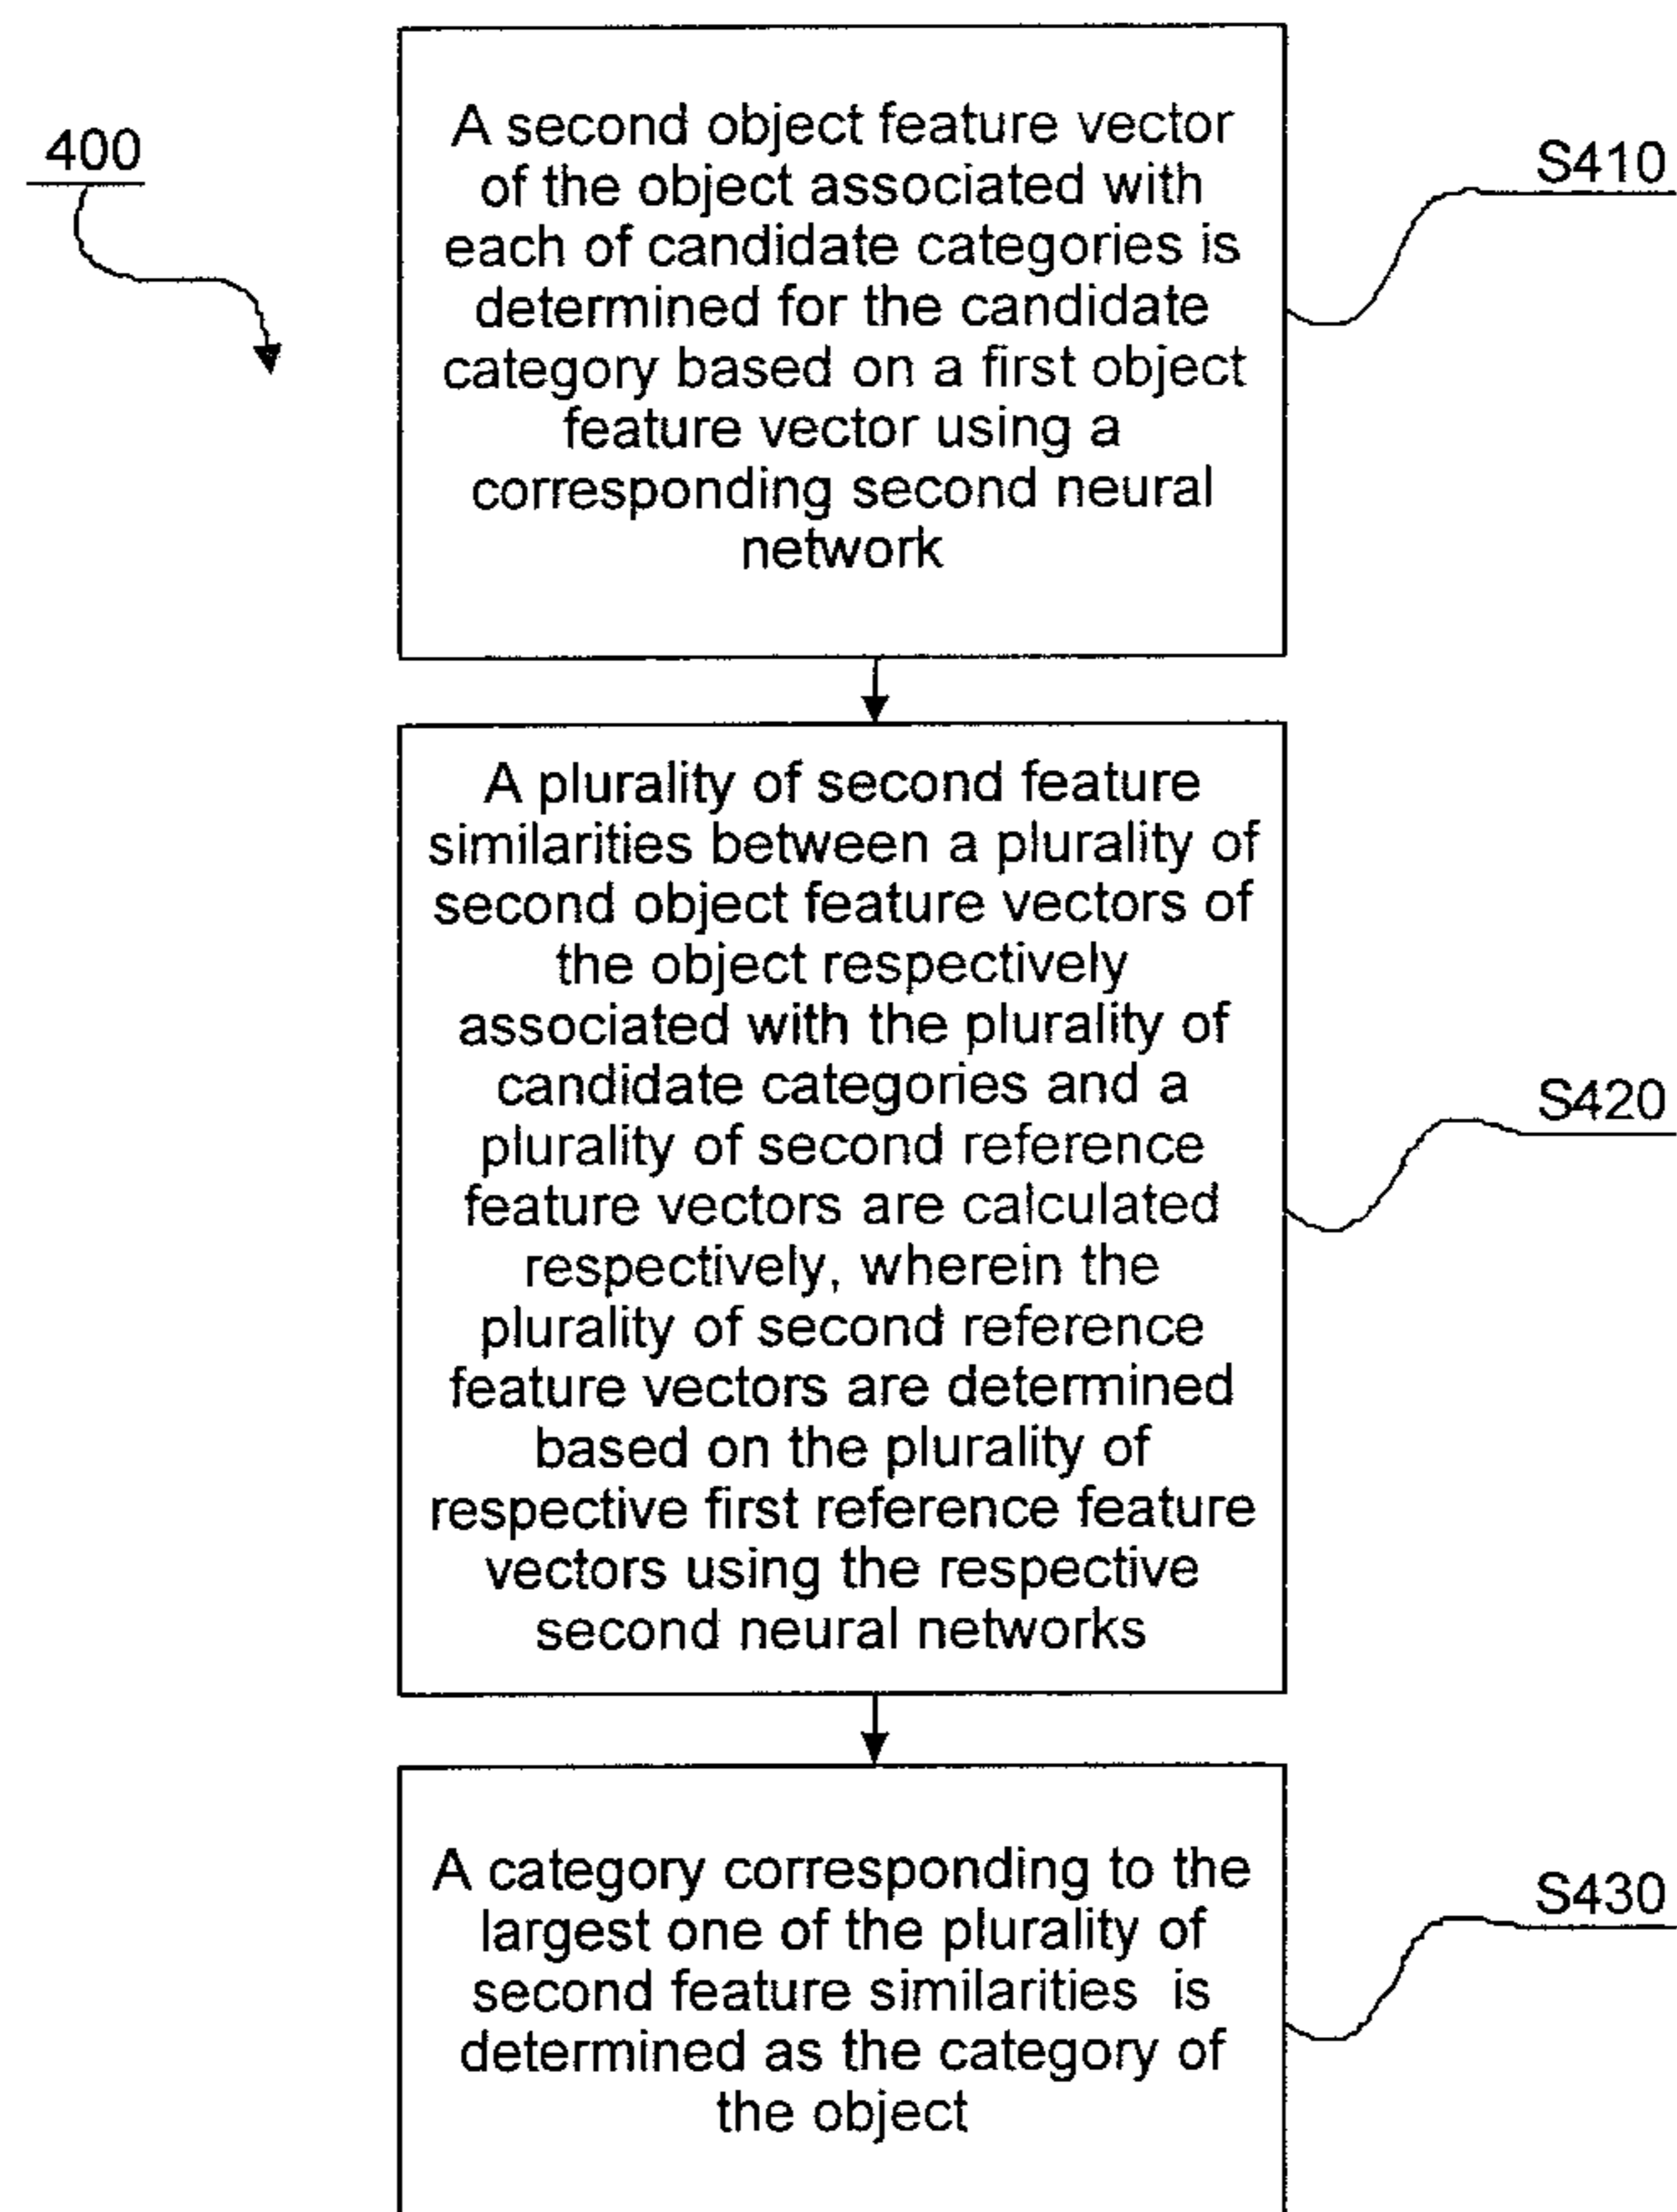 400
A second object feature vector
of the object associated with
each of candidate categories is
determined for the candidate
category based on a first object
feature vector using a
corresponding second neural
network
S410
A plurality of second feature
similarities between a plurality of
second object feature vectors of
the object respectively
associated with the plurality of
candidate categories and a
plurality of second reference
feature vectors are calculated
respectively, wherein the
plurality of second reference
feature vectors are determined
based on the plurality of
respective first reference feature
vectors using the respective
second neural networks
S420
A category corresponding to the
largest one of the plurality of
second feature similarities is
determined as the category of
the object
S430